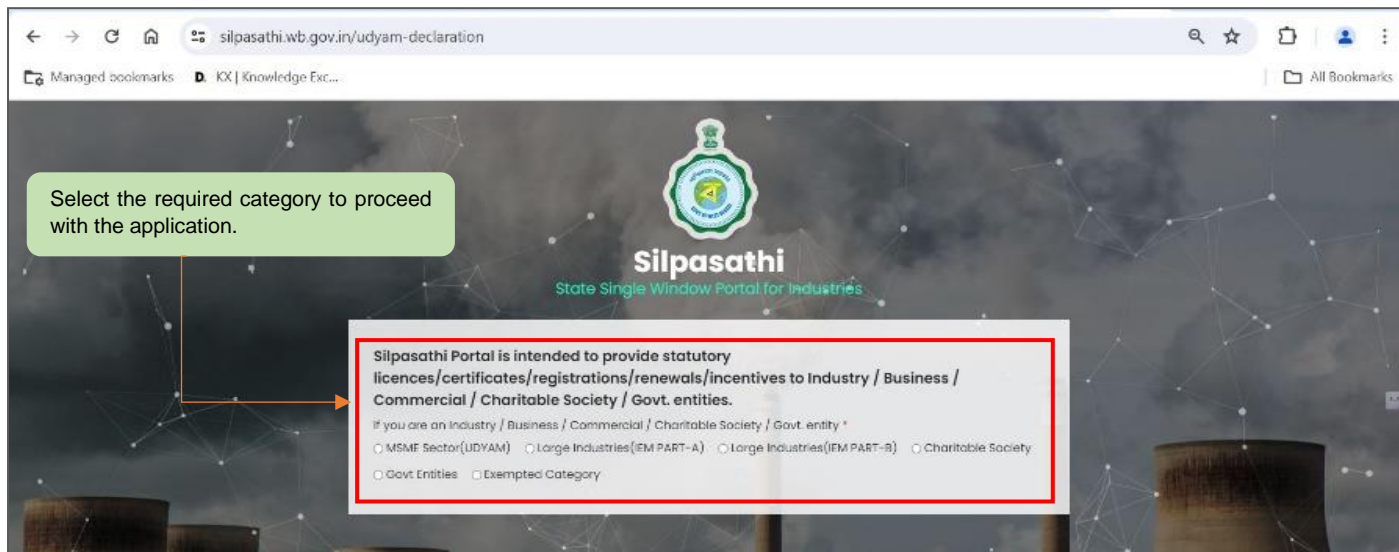 silpasathi.wb.gov.in/udyam-declaration
Managed bookmarks D. KX | Knowledge Exc... All Bookmarks
Select the required category to proceed
with the application.
Silpasathi
State Single Window Portal for Industries
Silpasathi Portal is intended to provide statutory
licences/certificates/registrations/renewals/incentives to Industry / Business /
Commercial / Charitable Society / Govt. entities.
If you are an Industry / Business / Commercial / Charitable Society / Govt. entity *
MSME Sector(UDYAM) Large Industries(IEM PART-A) Large Industries(IEM PART-B) Charitable Society
Govt Entities Exempted Category